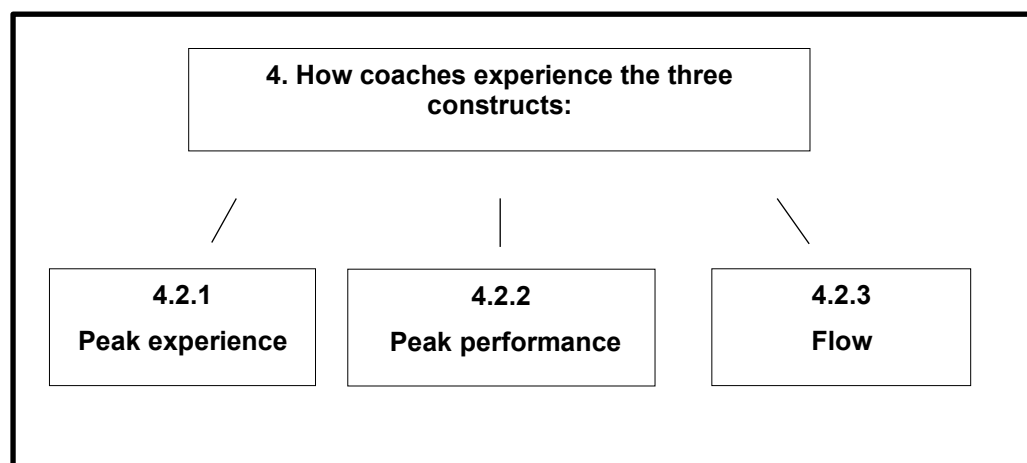 4. How coaches experience the three
constructs:
4.2.1
Peak experience
4.2.2
Peak performance
4.2.3
Flow